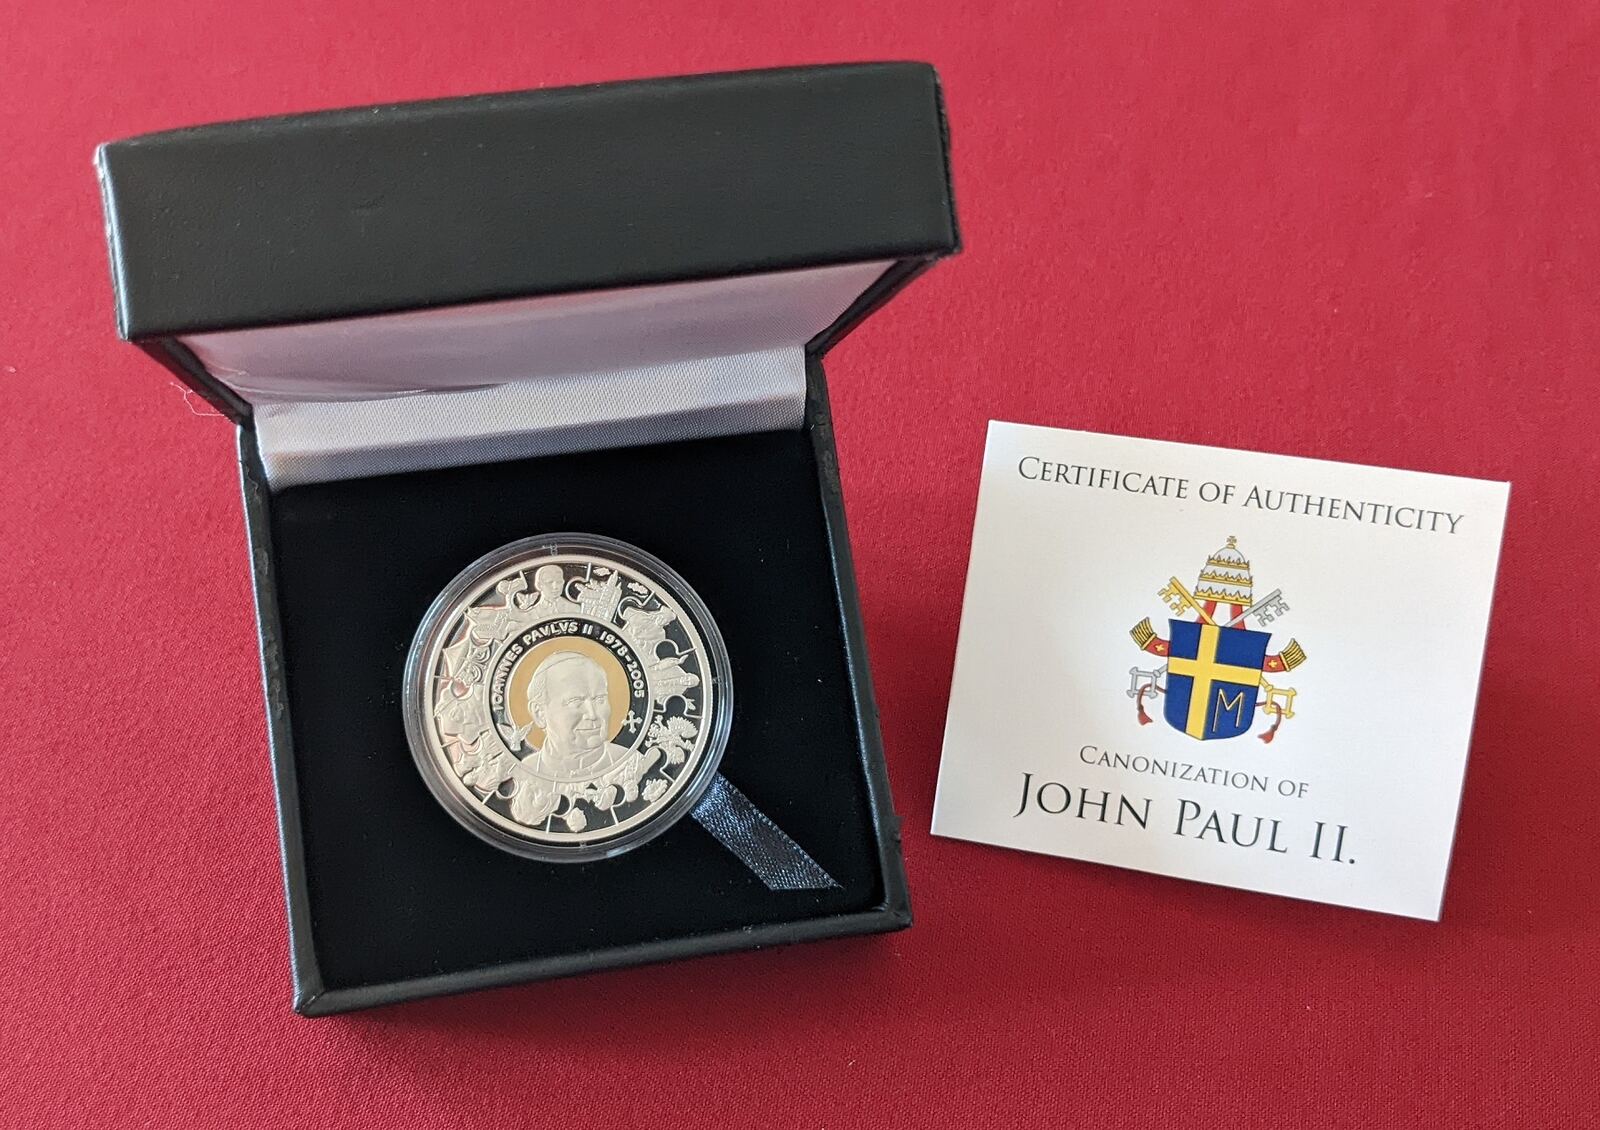 IOANNES PAVLVS II 1978-2005
CERTIFICATE OF AUTHENTICITY
M
CANONIZATION OF
JOHN PAUL II.